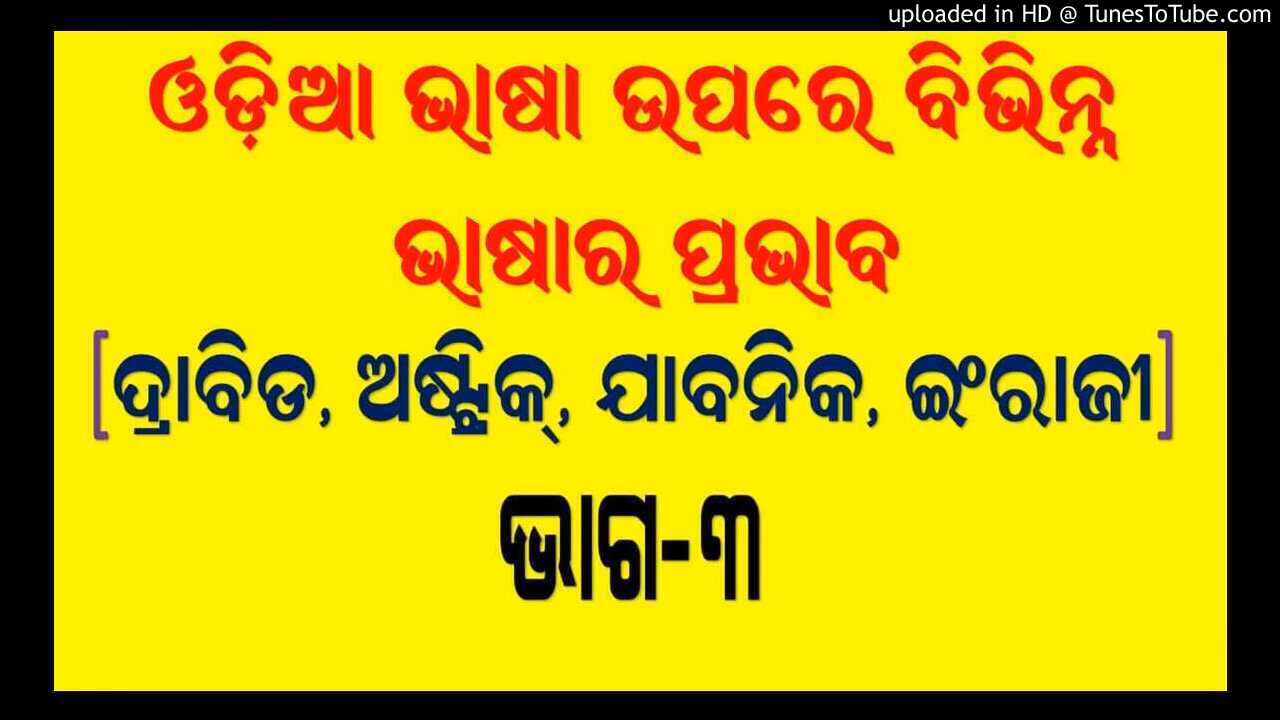 uploaded in HD @ TunesToTube.com
ଓଡ଼ିଆ ଭାଷା ଉପରେ ବିଭିନ୍ନ
ଭାଷାର ପ୍ରଭାବ
[ଦ୍ରାବିଡ, ଅଷ୍ଟ୍ରିକ୍, ଯାବନିକ, ଇଂରାଜୀ]
ଭାଗ-୩